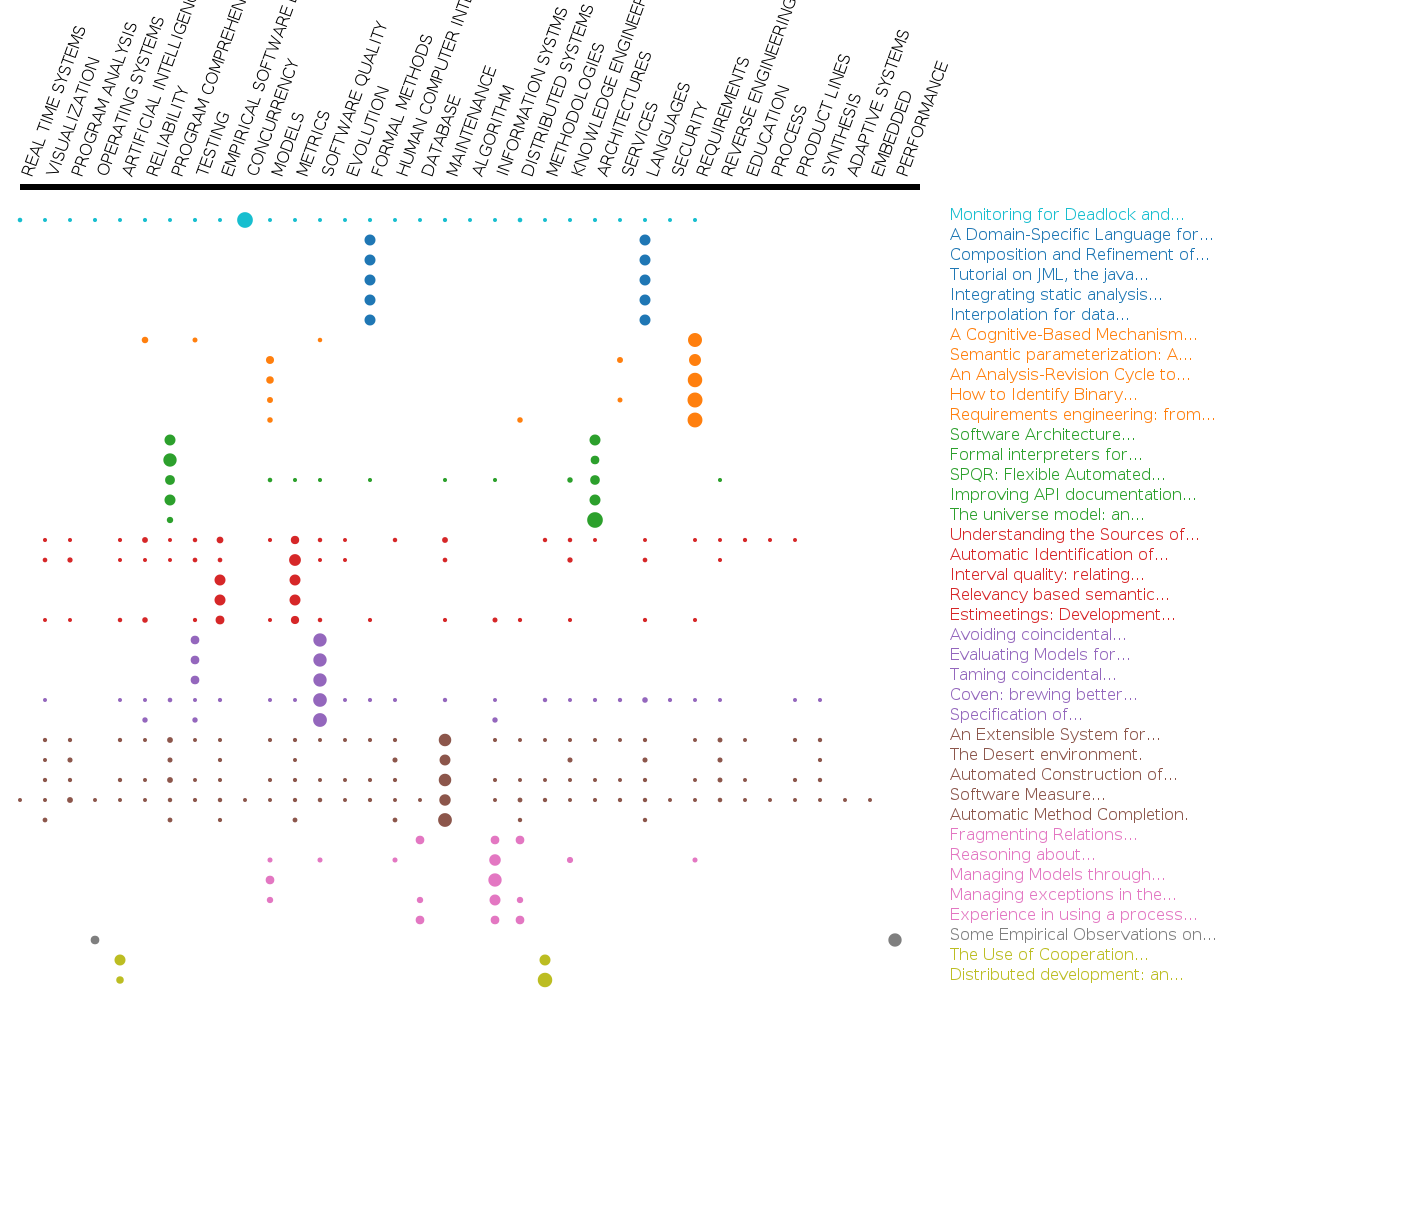 REAL TIME SYSTEMS
VISUALIZATION
PROGRAM ANALYSIS
OPERATING SYSTEMS
ARTIFICIAL INTELLIGENC
RELIABILITY
PROGRAM COMPREHEN
TESTING
EMPIRICAL SOFTWARE
CONCURRENCY
MODELS
METRICS
SOFTWARE QUALITY
EVOLUTION
FORMAL METHODS
HUMAN COMPUTER INTE
DATABASE
MAINTENANCE
ALGORITHM
INFORMATION SYSTMS
DISTRIBUTED SYSTEMS
METHODOLOGIES
KNOWLEDGE ENGINEER
ARCHITECTURES
SERVICES
LANGUAGES
SECURITY
REQUIREMENTS
REVERSE ENGINEERING
EDUCATION
PROCESS
PRODUCT LINES
SYNTHESIS
ADAPTIVE SYSTEMS
EMBEDDED
PERFORMANCE
Monitoring for Deadlock and...
A Domain-Specific Language for...
Composition and Refinement of...
Tutorial on JML, the java...
Integrating static analysis...
Interpolation for data...
A Cognitive-Based Mechanism...
Semantic parameterization: A...
An Analysis-Revision Cycle to...
How to Identify Binary...
Requirements engineering: from...
Software Architecture...
Formal interpreters for...
SPQR: Flexible Automated...
Improving API documentation...
The universe model: an...
Understanding the Sources of...
Automatic Identification of...
Interval quality: relating...
Relevancy based semantic...
Estimeetings: Development...
Avoiding coincidental...
Evaluating Models for...
Taming coincidental...
Coven: brewing better...
Specification of...
An Extensible System for...
The Desert environment.
Automated Construction of...
Software Measure...
Automatic Method Completion.
Fragmenting Relations...
Reasoning about...
Managing Models through...
Managing exceptions in the...
Experience in using a process...
Some Empirical Observations on...
The Use of Cooperation...
Distributed development: an...